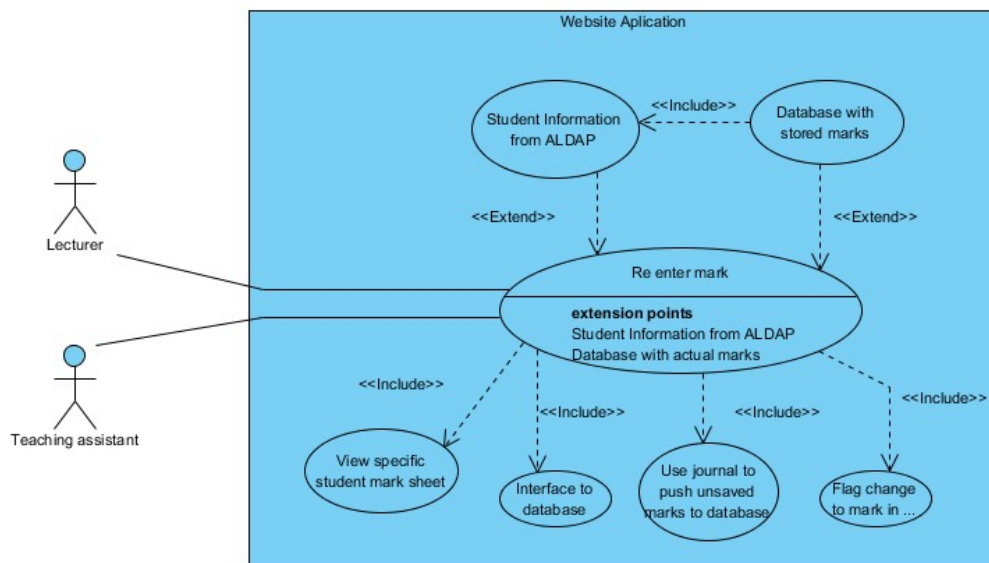 Website Aplication
Student Information
from ALDAP
<<Include>>
Database with
stored marks
<<Extend>>
<<Extend>>
Lecturer
Re enter mark
extension points
Student Information from ALDAP
Database with actual marks
Teaching assistant
<<Include>>
<<Include>>
<<Include>>
<<Include>>
View specific
student mark sheet
Interface to
database
Use journal to
push unsaved
marks to database
Flag change
to mark in ...